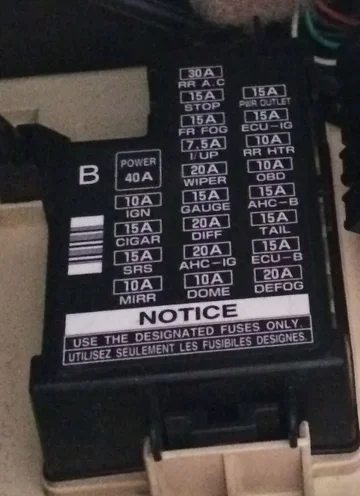 B
POWER
40A
10A
IGN
15A
CIGAR
15A
SRS
10A
MIRR
30A
RR A.C
15A
STOP
15A
FR FOG
7.5A
I/UP
20A
WIPER
15A
GAUGE
20A
DIFF
20A
AHC-IG
10A
DOME
15A
PWR OUTLET
15A
ECU-IG
10A
RR HTR
10A
OBD
15A
AHC-B
15A
TAIL
15A
ECU-B
20A
DEFOG
NOTICE
USE THE DESIGNATED FUSES ONLY.
UTILISEZ SEULEMENT LES FUSIBILES DESIGNES.